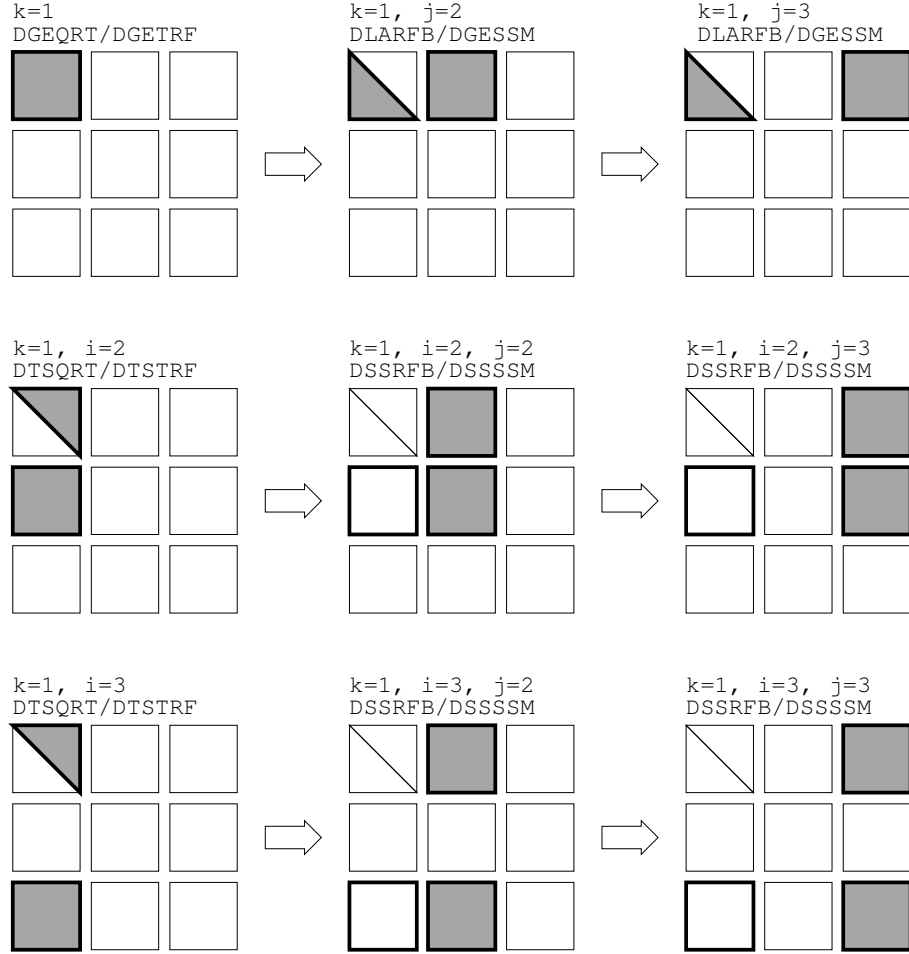 k=1
DGEQRT/DGETRF
k=1, j=2
DLARFB/DGESSM
k=1, j=3
DLARFB/DGESSM
k=1, i=2
DTSQRT/DTSTRF
k=1, i=2, j=2
DSSRFB/DSSSSM
k=1, i=2, j=3
DSSRFB/DSSSSM
k=1, i=3
DTSQRT/DTSTRF
k=1, i=3, j=2
DSSRFB/DSSSSM
k=1, i=3, j=3
DSSRFB/DSSSSM